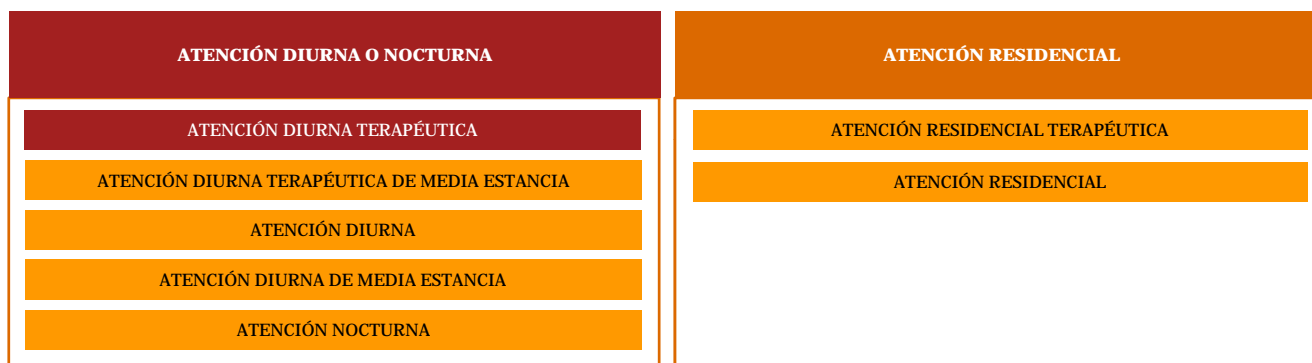 ATENCIÓN DIURNA O NOCTURNA
ATENCIÓN DIURNA TERAPÉUTICA
ATENCIÓN DIURNA TERAPÉUTICA DE MEDIA ESTANCIA
ATENCIÓN DIURNA
ATENCIÓN DIURNA DE MEDIA ESTANCIA
ATENCIÓN NOCTURNA
ATENCIÓN RESIDENCIAL
ATENCIÓN RESIDENCIAL TERAPÉUTICA
ATENCIÓN RESIDENCIAL